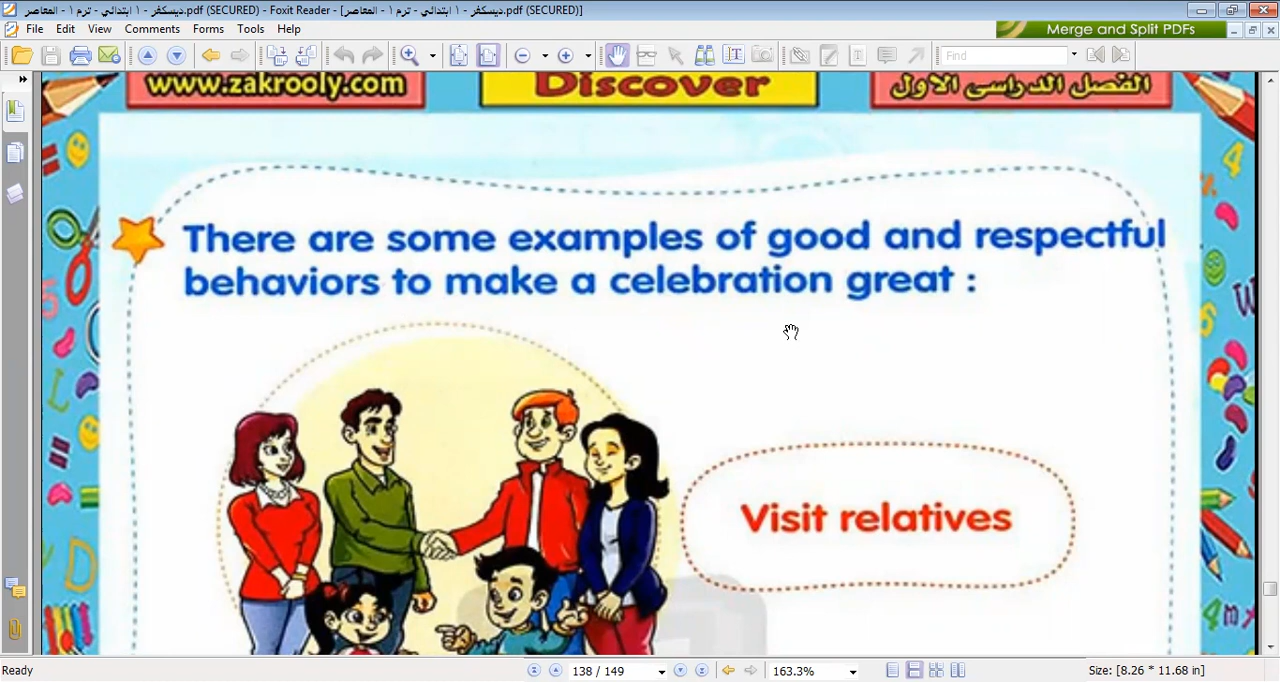 ديسكفر - ١ ابتدائي - ترم ١ - المعاصر.pdf (SECURED) - Foxit Reader - [ديسكفر - ١ ابتدائي - ترم ١ - المعاصر.pdf (SECURED)]
File Edit View Comments Forms Tools Help
Merge and Split PDFs
Find
www.zakrooly.com Discover الفصل الدراسى الاول
There are some examples of good and respectful
behaviors to make a celebration great :
Visit relatives
Ready 138 / 149 163.3% Size: [8.26 * 11.68 in]